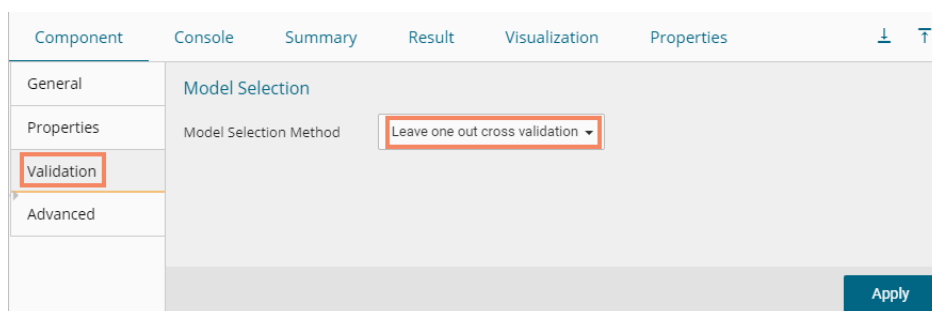 Component Console Summary Result Visualization Properties
General
Model Selection
Properties
Model Selection Method Leave one out cross validation
Validation
Advanced
Apply